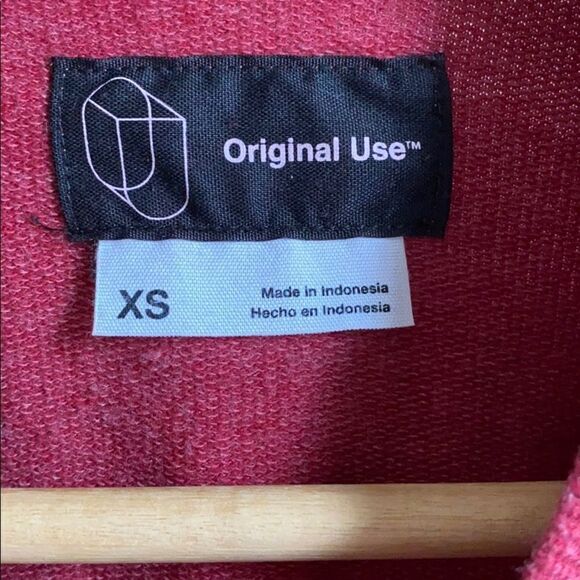 Original Use™
XS
Made in Indonesia
Hecho en Indonesia